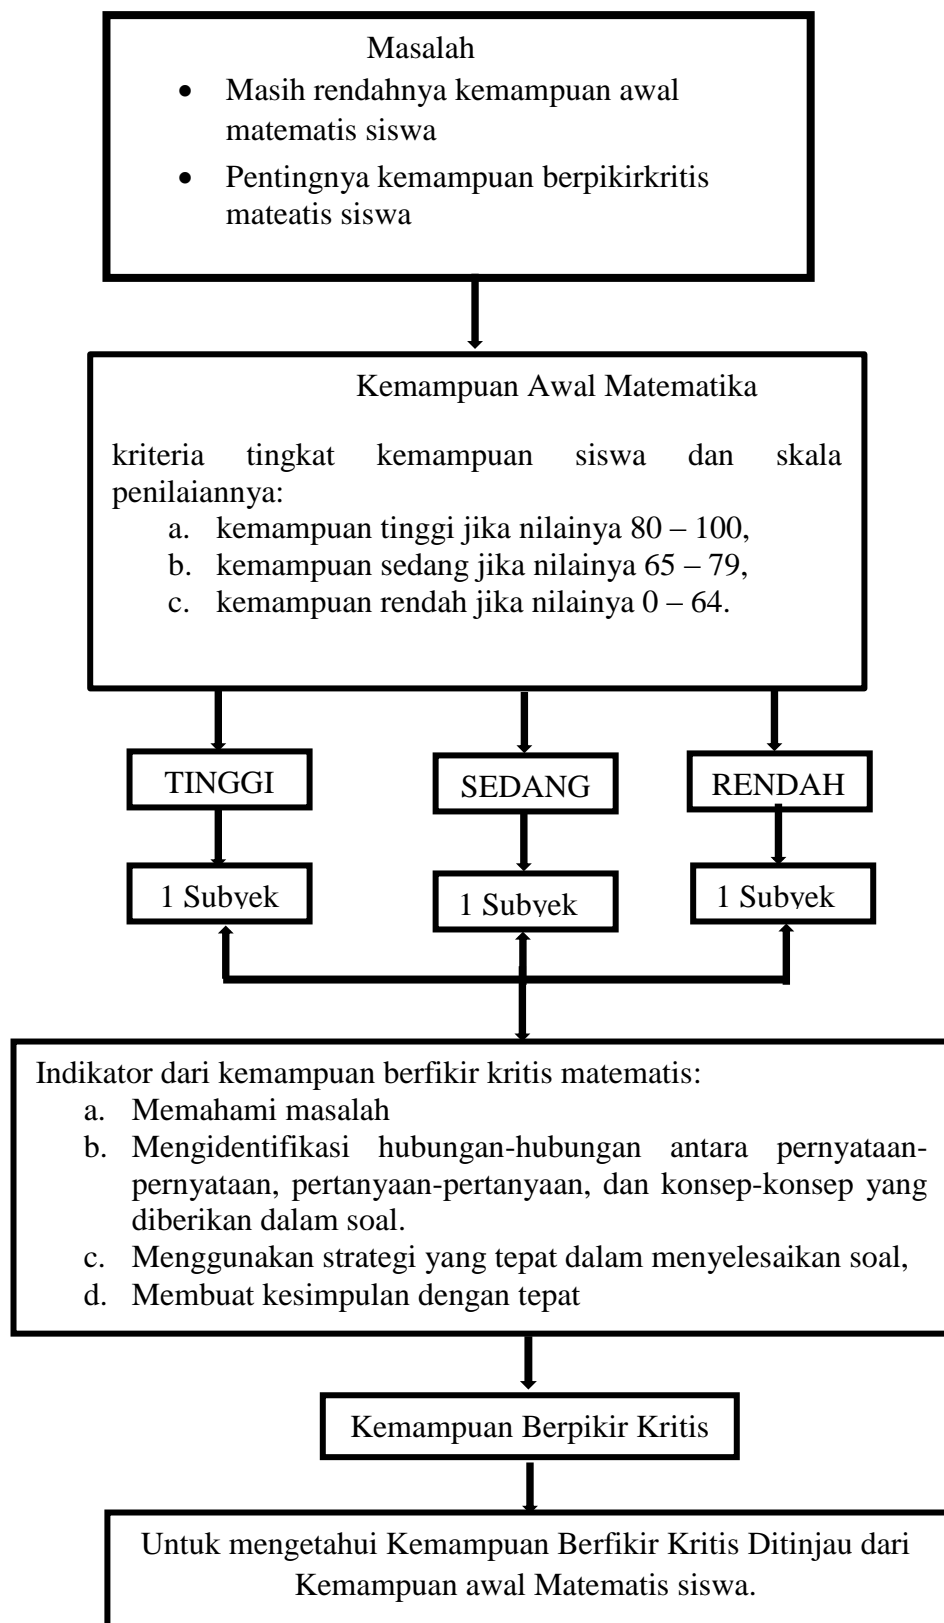 Masalah
• Masih rendahnya kemampuan awal
matematis siswa
• Pentingnya kemampuan berpikirkritis
mateatis siswa
Kemampuan Awal Matematika
kriteria tingkat kemampuan siswa dan skala
penilaiannya:
a. kemampuan tinggi jika nilainya 80 – 100,
b. kemampuan sedang jika nilainya 65 – 79,
c. kemampuan rendah jika nilainya 0 – 64.
TINGGI
SEDANG
RENDAH
1 Subyek
1 Subyek
1 Subyek
Indikator dari kemampuan berfikir kritis matematis:
a. Memahami masalah
b. Mengidentifikasi hubungan-hubungan antara pernyataan-
pernyataan, pertanyaan-pertanyaan, dan konsep-konsep yang
diberikan dalam soal.
c. Menggunakan strategi yang tepat dalam menyelesaikan soal,
d. Membuat kesimpulan dengan tepat
Kemampuan Berpikir Kritis
Untuk mengetahui Kemampuan Berfikir Kritis Ditinjau dari
Kemampuan awal Matematis siswa.